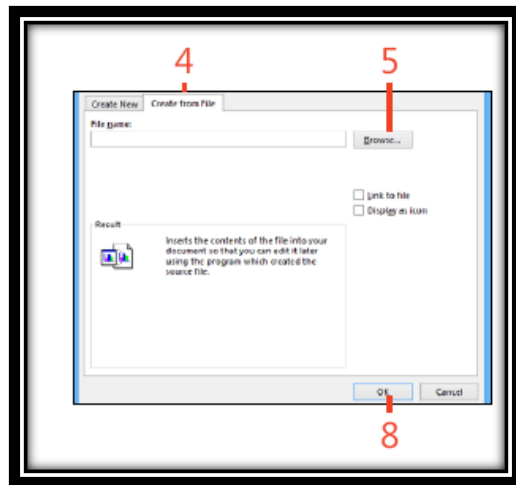 4 5
Create New Create from File
File name:
Browse...
Link to file
Display as icon
Result
Inserts the contents of the file into your
document so that you can edit it later
using the program which created the
source file.
OK Cancel
8